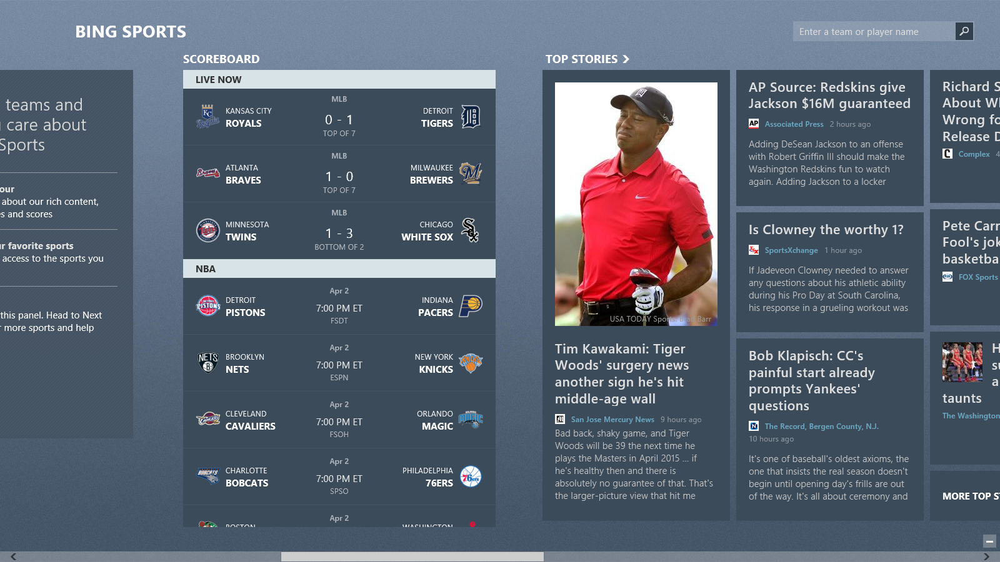 BING SPORTS
Enter a team or player name
teams and
care about
Sports
our
about our rich content,
s and scores
r favorite sports
access to the sports you
this panel. Head to Next
more sports and help
SCOREBOARD
LIVE NOW
MLB
KANSAS CITY
ROYALS
0 - 1
TOP OF 7
DETROIT
TIGERS
MLB
ATLANTA
BRAVES
1 - 0
TOP OF 7
MILWAUKEE
BREWERS
MLB
MINNESOTA
TWINS
1 - 3
BOTTOM OF 2
CHICAGO
WHITE SOX
NBA
Apr 2
DETROIT
PISTONS
7:00 PM ET
FSDT
INDIANA
PACERS
Apr 2
BROOKLYN
NETS
7:00 PM ET
ESPN
NEW YORK
KNICKS
Apr 2
CLEVELAND
CAVALIERS
7:00 PM ET
FSOH
ORLANDO
MAGIC
Apr 2
CHARLOTTE
BOBCATS
7:00 PM ET
SPSO
PHILADELPHIA
76ERS
Apr 2
BOSTON
WASHINGTON
TOP STORIES
USA TODAY Sports, Brad Barr
Tim Kawakami: Tiger
Woods' surgery news
another sign he's hit
middle-age wall
San Jose Mercury News 9 hours ago
Bad back, shaky game, and Tiger
Woods will be 39 the next time he
plays the Masters in April 2015 ... if
he's healthy then and there is
absolutely no guarantee of that. That's
the larger-picture view that hit me
AP Source: Redskins give
Jackson $16M guaranteed
AP Associated Press 2 hours ago
Adding DeSean Jackson to an offense
with Robert Griffin III should make the
Washington Redskins fun to watch
again. Adding Jackson to a locker
Is Clowney the worthy 1?
SportsXchange 1 hour ago
If Jadeveon Clowney needed to answer
any questions about his athletic ability
during his Pro Day at South Carolina,
his response in a grueling workout was
Bob Klapisch: CC's
painful start already
prompts Yankees'
questions
The Record, Bergen County, N.J.
10 hours ago
It's one of baseball's oldest axioms, the
one that insists the real season doesn't
begin until opening day's frills are out
of the way. It's all about ceremony and
Richard S
About W
Wrong fo
Release D
Complex 4
Pete Carr
Fool's jok
basketba
FOX Sports
H
su
a
taunts
The Washington
MORE TOP ST